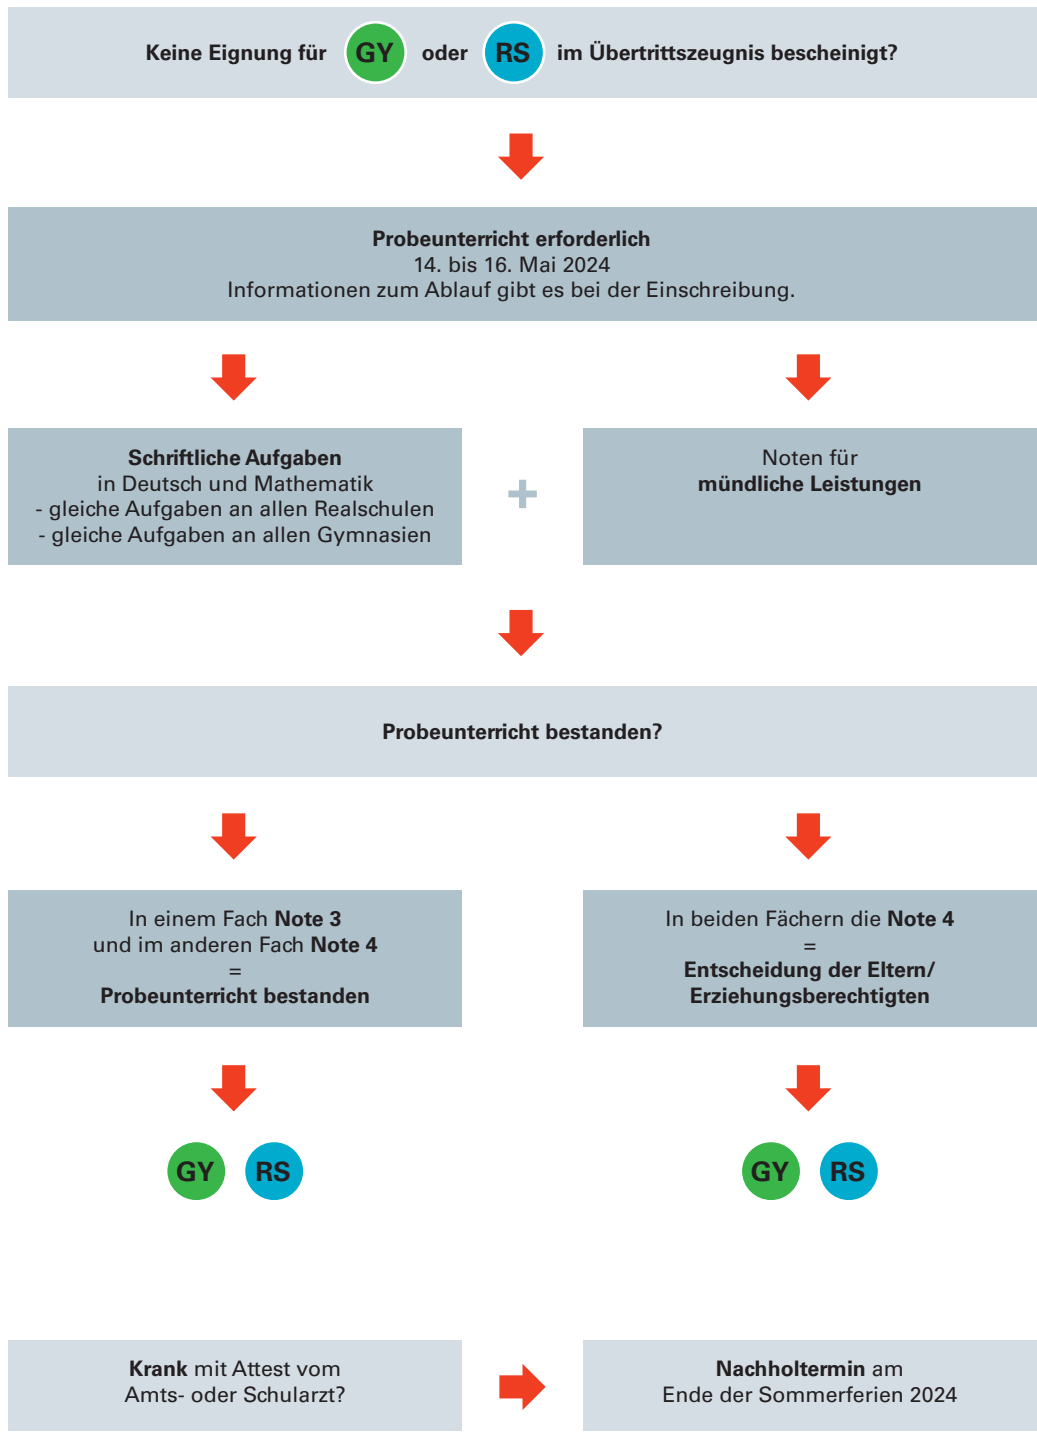 Keine Eignung für GY oder RS im Übertrittszeugnis bescheinigt?
Probeunterricht erforderlich
14. bis 16. Mai 2024
Informationen zum Ablauf gibt es bei der Einschreibung.
Schriftliche Aufgaben
in Deutsch und Mathematik
- gleiche Aufgaben an allen Realschulen
- gleiche Aufgaben an allen Gymnasien
+
Noten für
mündliche Leistungen
Probeunterricht bestanden?
In einem Fach Note 3
und im anderen Fach Note 4
=
Probeunterricht bestanden
In beiden Fächern die Note 4
=
Entscheidung der Eltern/
Erziehungsberechtigten
GY RS
GY RS
Krank mit Attest vom
Amts- oder Schularzt?
Nachholtermin am
Ende der Sommerferien 2024